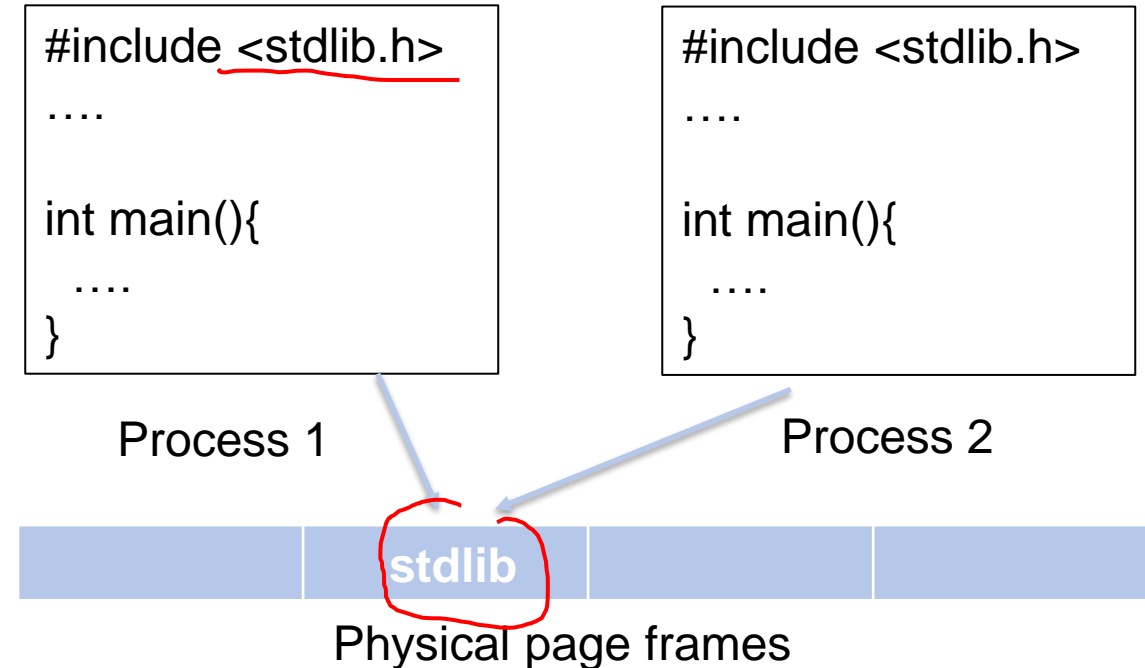 #include <stdlib.h>
….
int main(){
….
}
Process 1
#include <stdlib.h>
….
int main(){
….
}
Process 2
stdlib
Physical page frames